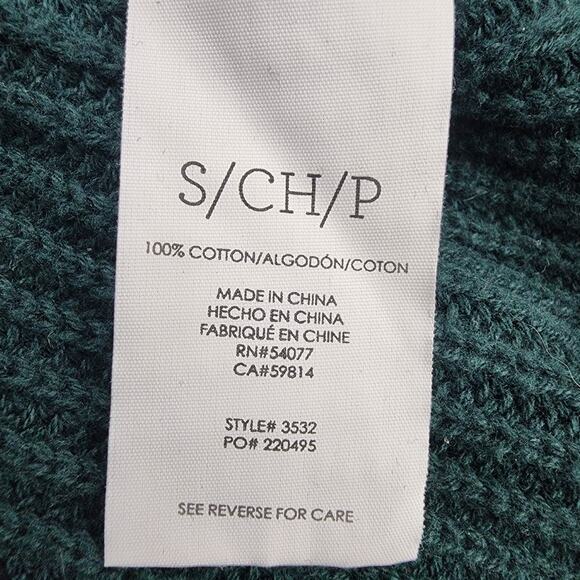 S/CH/P
100% COTTON/ALGODÓN/COTON
MADE IN CHINA
HECHO EN CHINA
FABRIQUÉ EN CHINE
RN#54077
CA#59814
STYLE# 3532
PO# 220495
SEE REVERSE FOR CARE